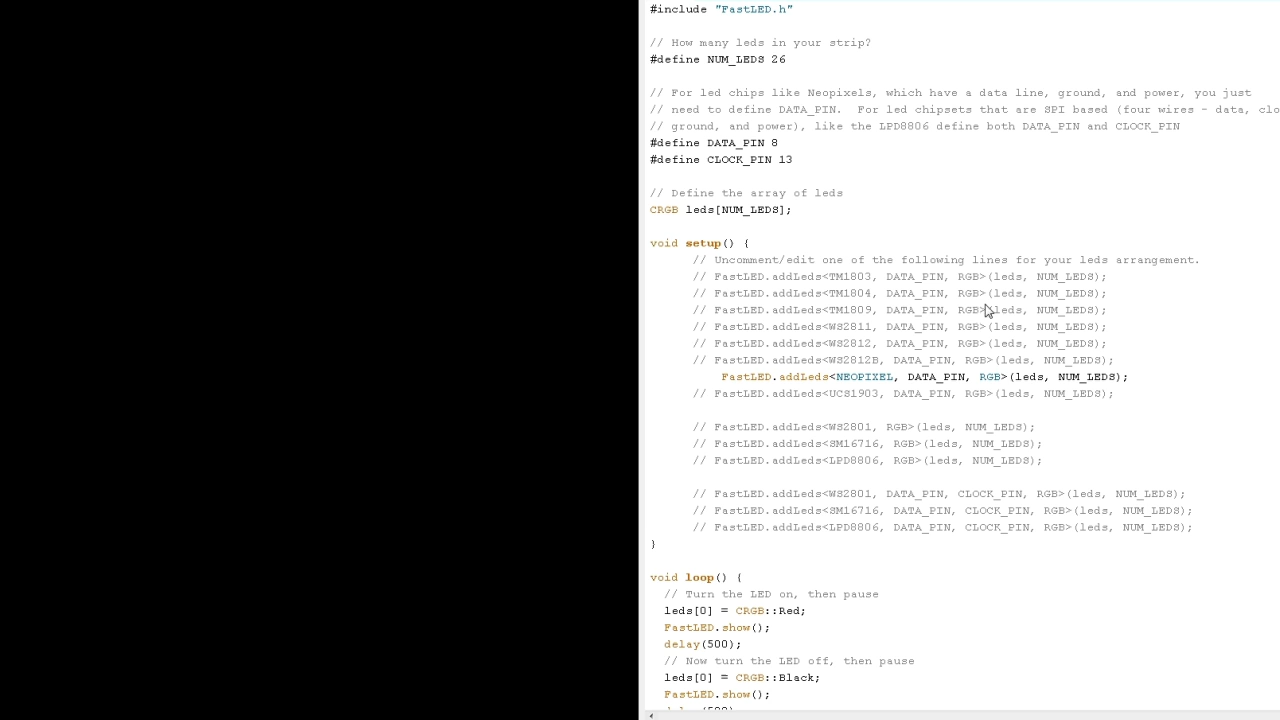 #include "FastLED.h"
// How many leds in your strip?
#define NUM_LEDS 26
// For led chips like Neopixels, which have a data line, ground, and power, you just
// need to define DATA_PIN.  For led chipsets that are SPI based (four wires - data, clo
// ground, and power), like the LPD8806 define both DATA_PIN and CLOCK_PIN
#define DATA_PIN 8
#define CLOCK_PIN 13
// Define the array of leds
CRGB leds[NUM_LEDS];
void setup() {
// Uncomment/edit one of the following lines for your leds arrangement.
// FastLED.addLeds<TM1803, DATA_PIN, RGB>(leds, NUM_LEDS);
// FastLED.addLeds<TM1804, DATA_PIN, RGB>(leds, NUM_LEDS);
// FastLED.addLeds<TM1809, DATA_PIN, RGB>(leds, NUM_LEDS);
// FastLED.addLeds<WS2811, DATA_PIN, RGB>(leds, NUM_LEDS);
// FastLED.addLeds<WS2812, DATA_PIN, RGB>(leds, NUM_LEDS);
// FastLED.addLeds<WS2812B, DATA_PIN, RGB>(leds, NUM_LEDS);
FastLED.addLeds<NEOPIXEL, DATA_PIN, RGB>(leds, NUM_LEDS);
// FastLED.addLeds<UCS1903, DATA_PIN, RGB>(leds, NUM_LEDS);
// FastLED.addLeds<WS2801, RGB>(leds, NUM_LEDS);
// FastLED.addLeds<SM16716, RGB>(leds, NUM_LEDS);
// FastLED.addLeds<LPD8806, RGB>(leds, NUM_LEDS);
// FastLED.addLeds<WS2801, DATA_PIN, CLOCK_PIN, RGB>(leds, NUM_LEDS);
// FastLED.addLeds<SM16716, DATA_PIN, CLOCK_PIN, RGB>(leds, NUM_LEDS);
// FastLED.addLeds<LPD8806, DATA_PIN, CLOCK_PIN, RGB>(leds, NUM_LEDS);
}
void loop() {
// Turn the LED on, then pause
leds[0] = CRGB::Red;
FastLED.show();
delay(500);
// Now turn the LED off, then pause
leds[0] = CRGB::Black;
FastLED.show();